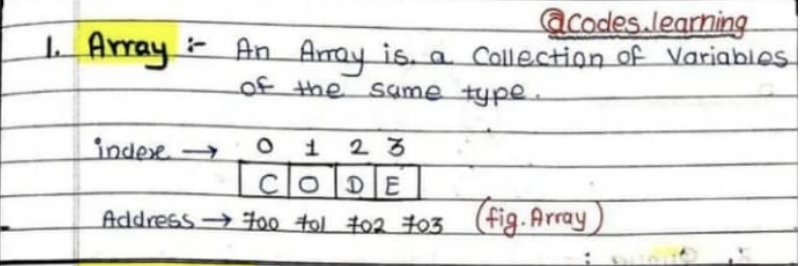 @codes.learning
1. Array :- An Array is. a Collection of Variables
of the same type.
index → 0 1 2 3
C O D E
Address → 700 701 702 703 (fig. Array)